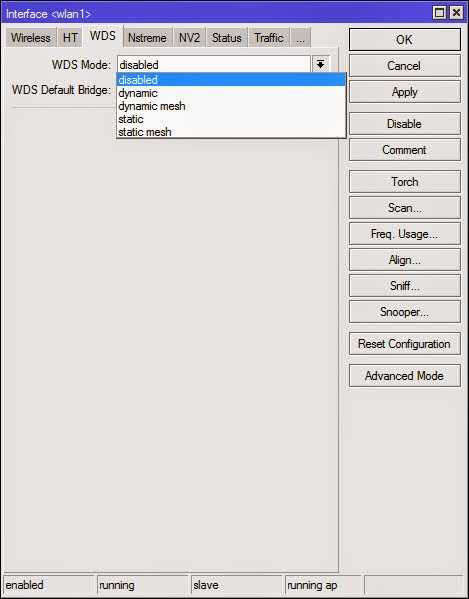 Interface <wlan1>
Wireless HT WDS Nstreme NV2 Status Traffic ...
WDS Mode: disabled
WDS Default Bridge:
disabled
dynamic
dynamic mesh
static
static mesh
OK
Cancel
Apply
Disable
Comment
Torch
Scan...
Freq. Usage...
Align...
Sniff...
Snooper...
Reset Configuration
Advanced Mode
enabled running slave running ap